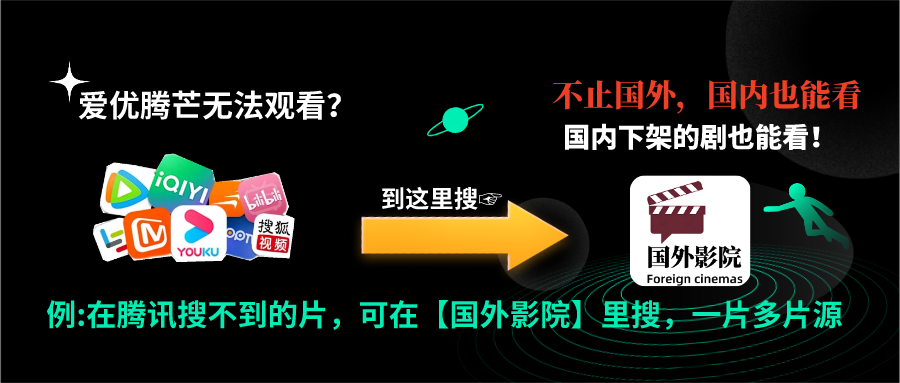 爱优腾芒无法观看？
不止国外，国内也能看
国内下架的剧也能看！
iQIYI
bilibili
YOUKU
搜狐
视频
到这里搜
国外影院
Foreign cinemas
例:在腾讯搜不到的片，可在【国外影院】里搜，一片多片源